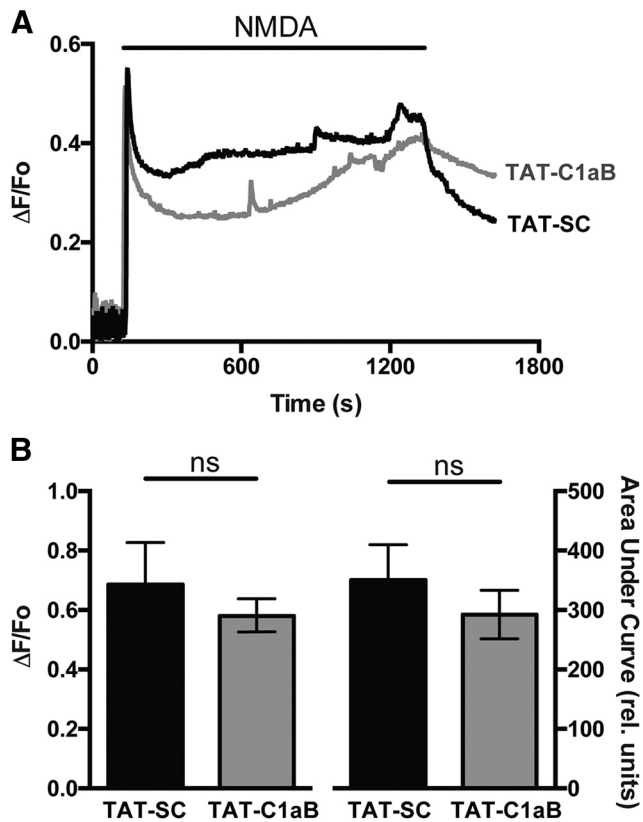 A
NMDA
0.6
0.4
0.2
0.0
ΔF/Fo
TAT-C1aB
TAT-SC
0
600
1200
1800
Time (s)
B
ns
ns
1.0
0.8
0.6
0.4
0.2
0.0
ΔF/Fo
500
400
300
200
100
0
Area Under Curve (rel. units)
TAT-SC
TAT-C1aB
TAT-SC
TAT-C1aB